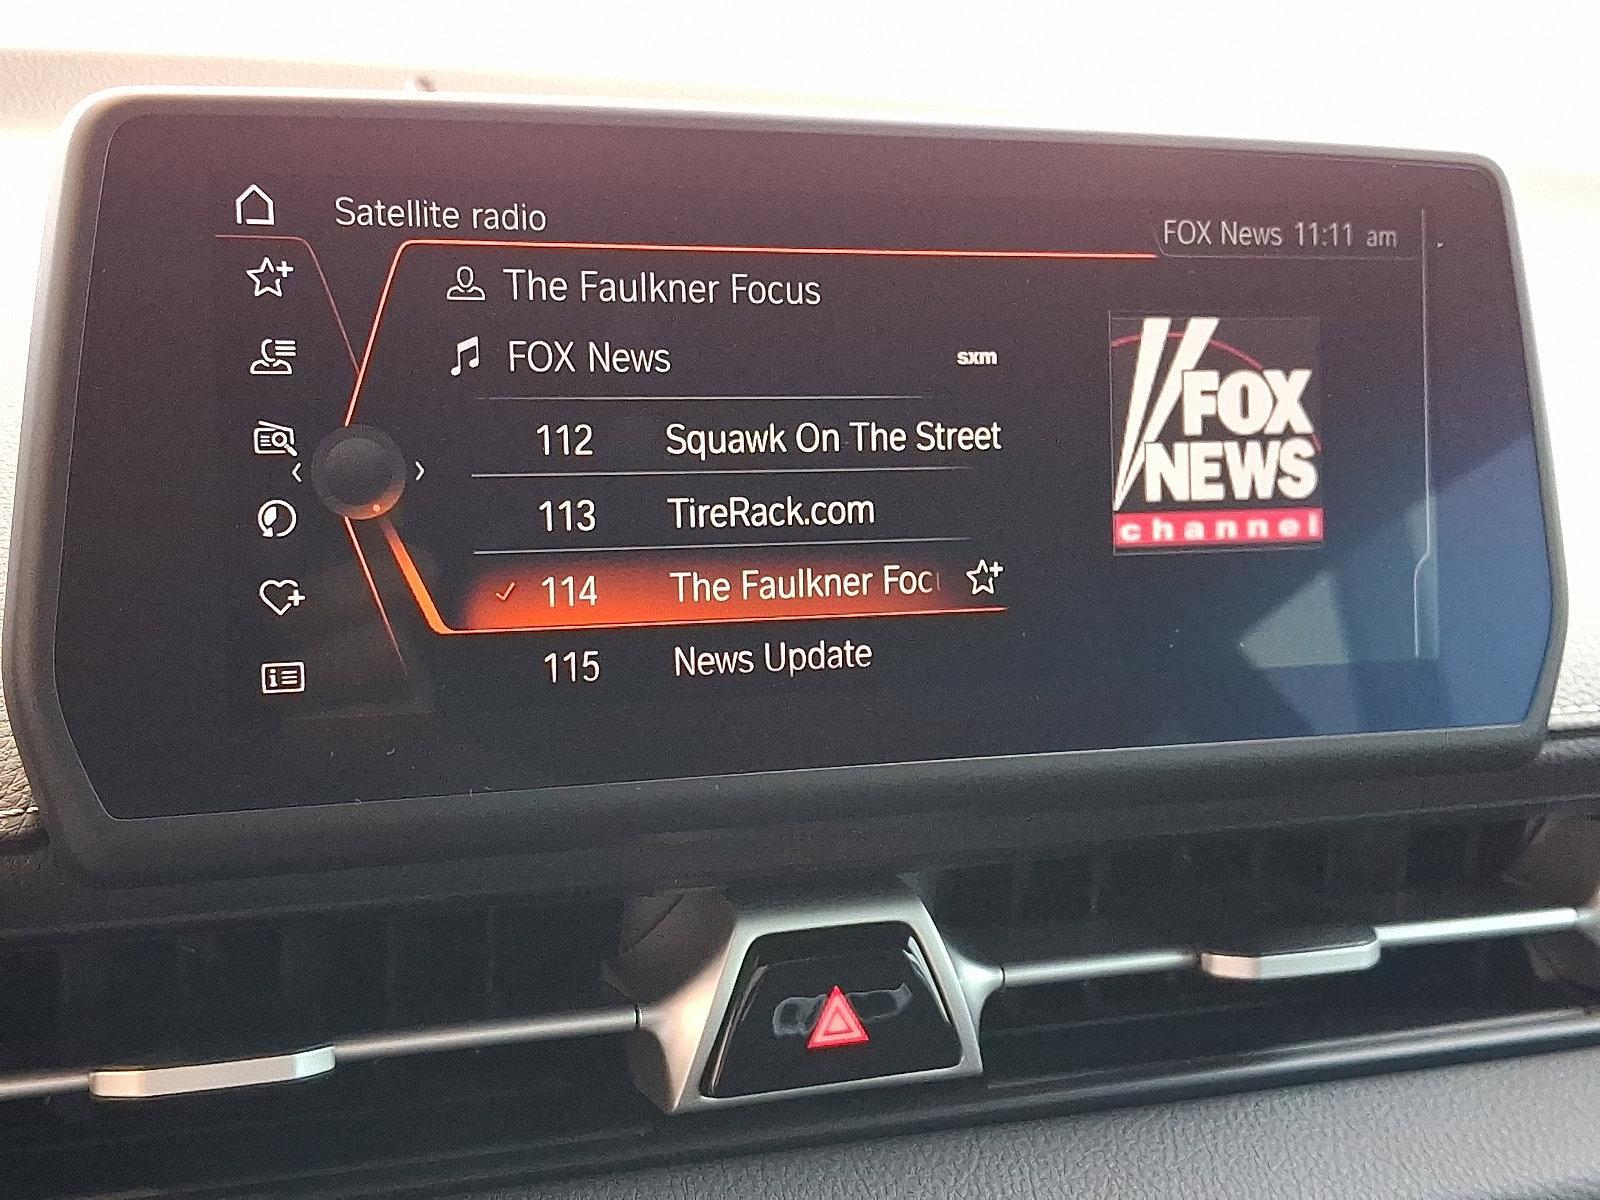 Satellite radio
FOX News 11:11 am
The Faulkner Focus
FOX News sxm
112 Squawk On The Street
113 TireRack.com
114 The Faulkner Foc
115 News Update
FOX
NEWS
channel